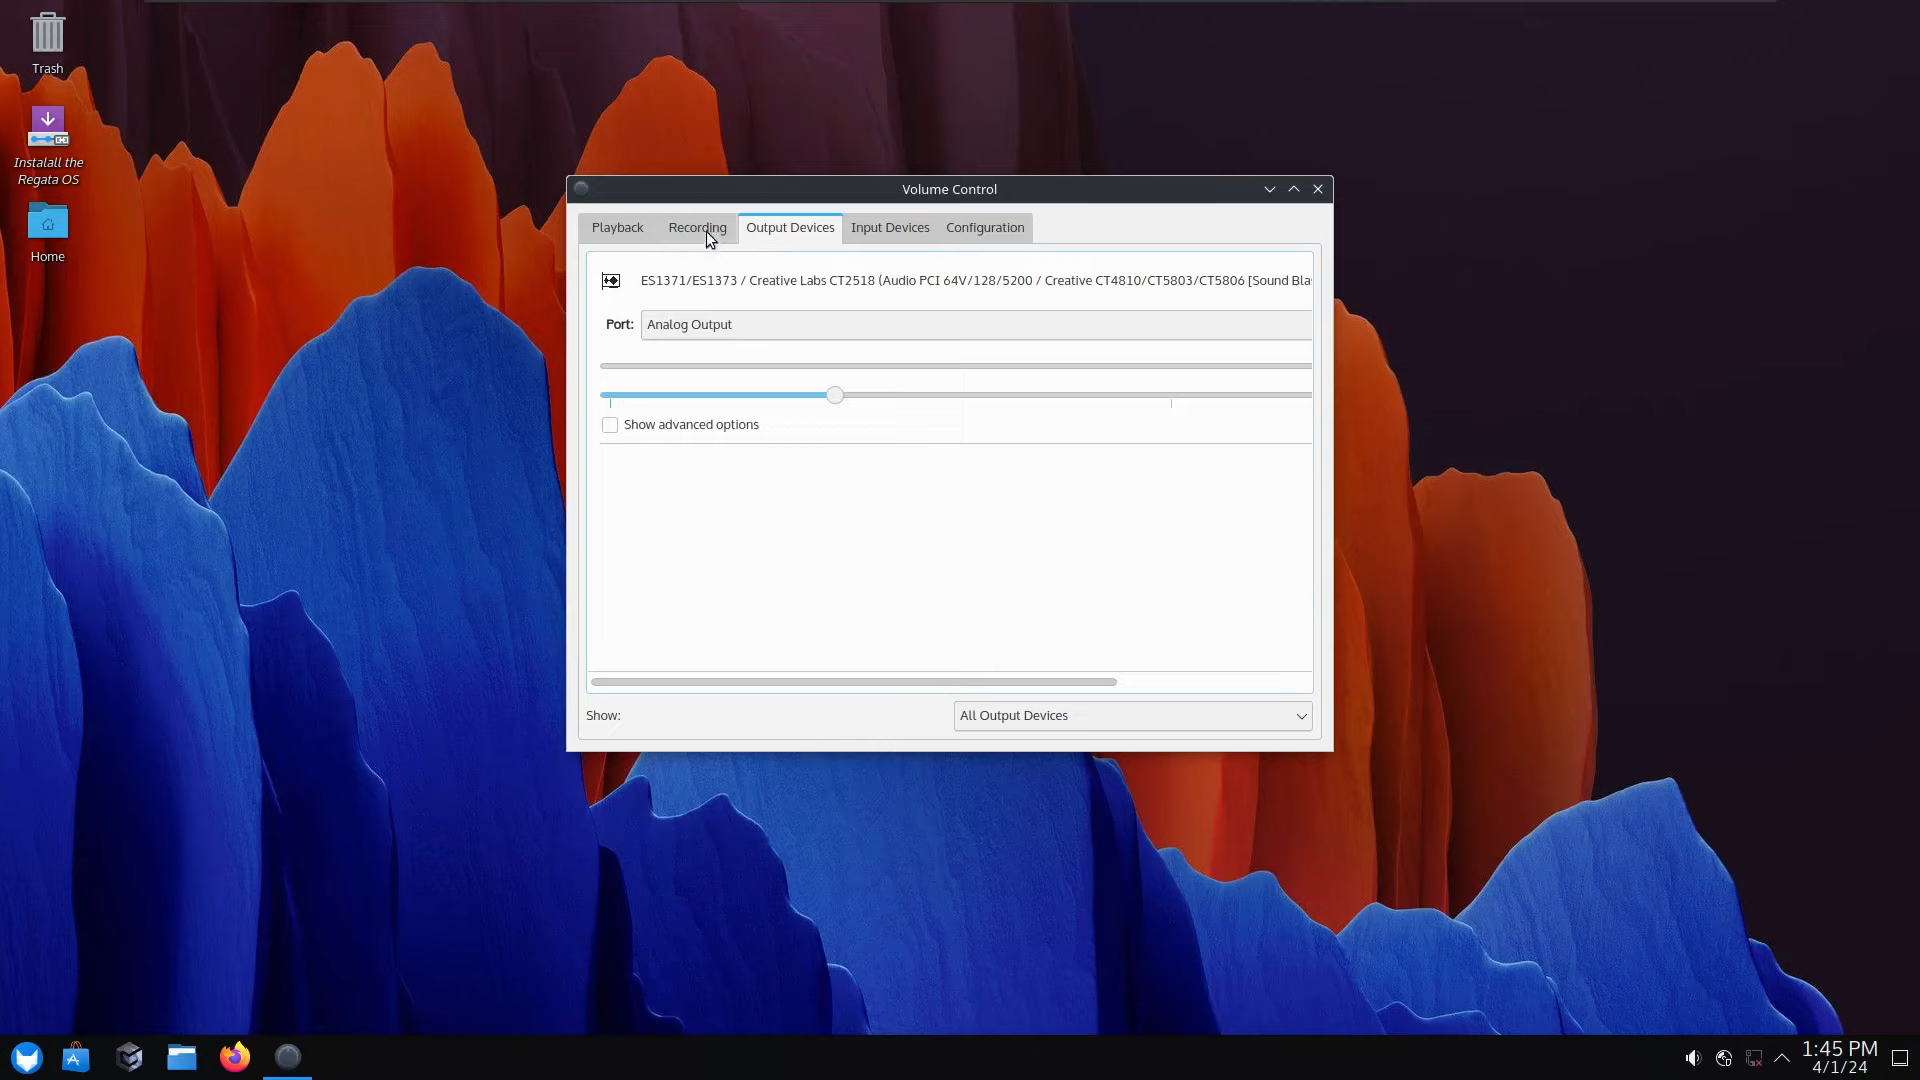 Trash
Instalall the
Regata OS
Home
Volume Control
Playback
Recording
Output Devices
Input Devices
Configuration
ES1371/ES1373 / Creative Labs CT2518 (Audio PCI 64V/128/5200 / Creative CT4810/CT5803/CT5806 [Sound Bla
Port:
Analog Output
Show advanced options
Show:
All Output Devices
1:45 PM
4/1/24